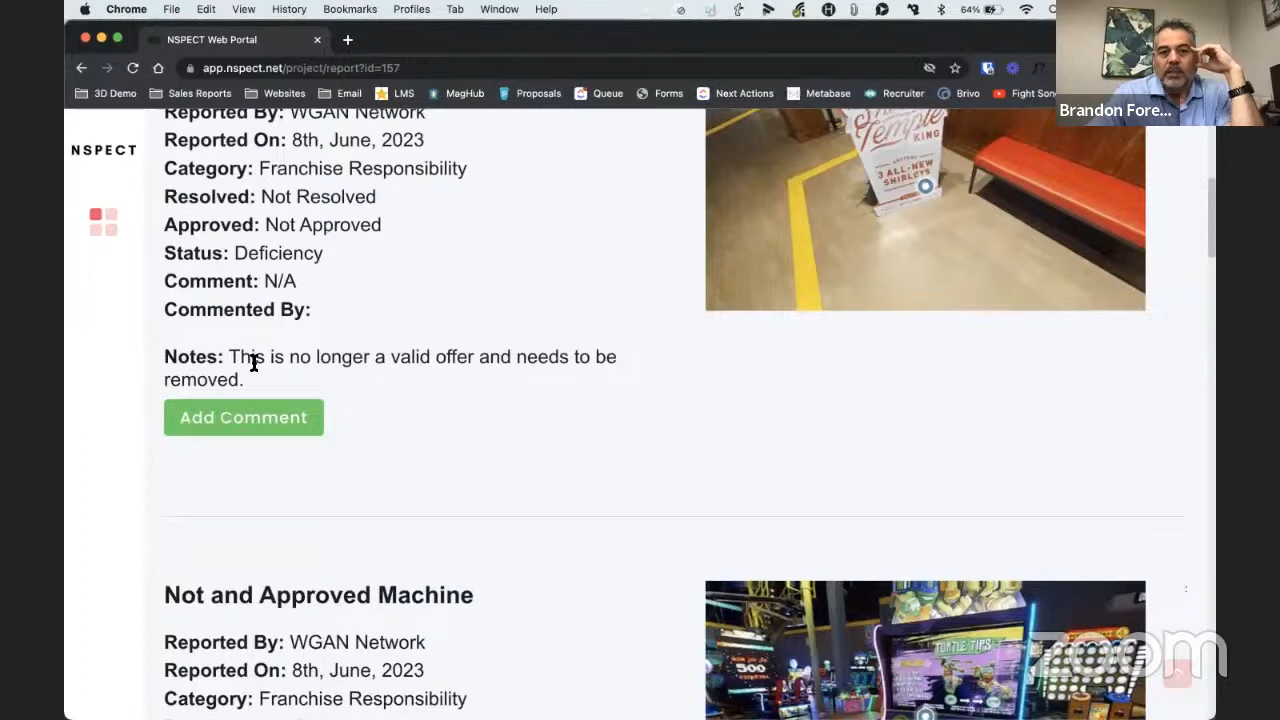 Chrome File Edit View History Bookmarks Profiles Tab Window Help 64%
NSPECT Web Portal
app.nspect.net/project/report?id=157
3D Demo Sales Reports Websites Email LMS MagHub Proposals Queue Forms Next Actions Metabase Recruiter Brivo Fight Son
Brandon Fore...
NSPECT
Reported By: WGAN Network
Reported On: 8th, June, 2023
Category: Franchise Responsibility
Resolved: Not Resolved
Approved: Not Approved
Status: Deficiency
Comment: N/A
Commented By:
Notes: This is no longer a valid offer and needs to be
removed.
Add Comment
Temple
KING
3 ALL-NEW
SHIRLEYS
Not and Approved Machine
Reported By: WGAN Network
Reported On: 8th, June, 2023
Category: Franchise Responsibility
TURTLE TIPS
500
zoom